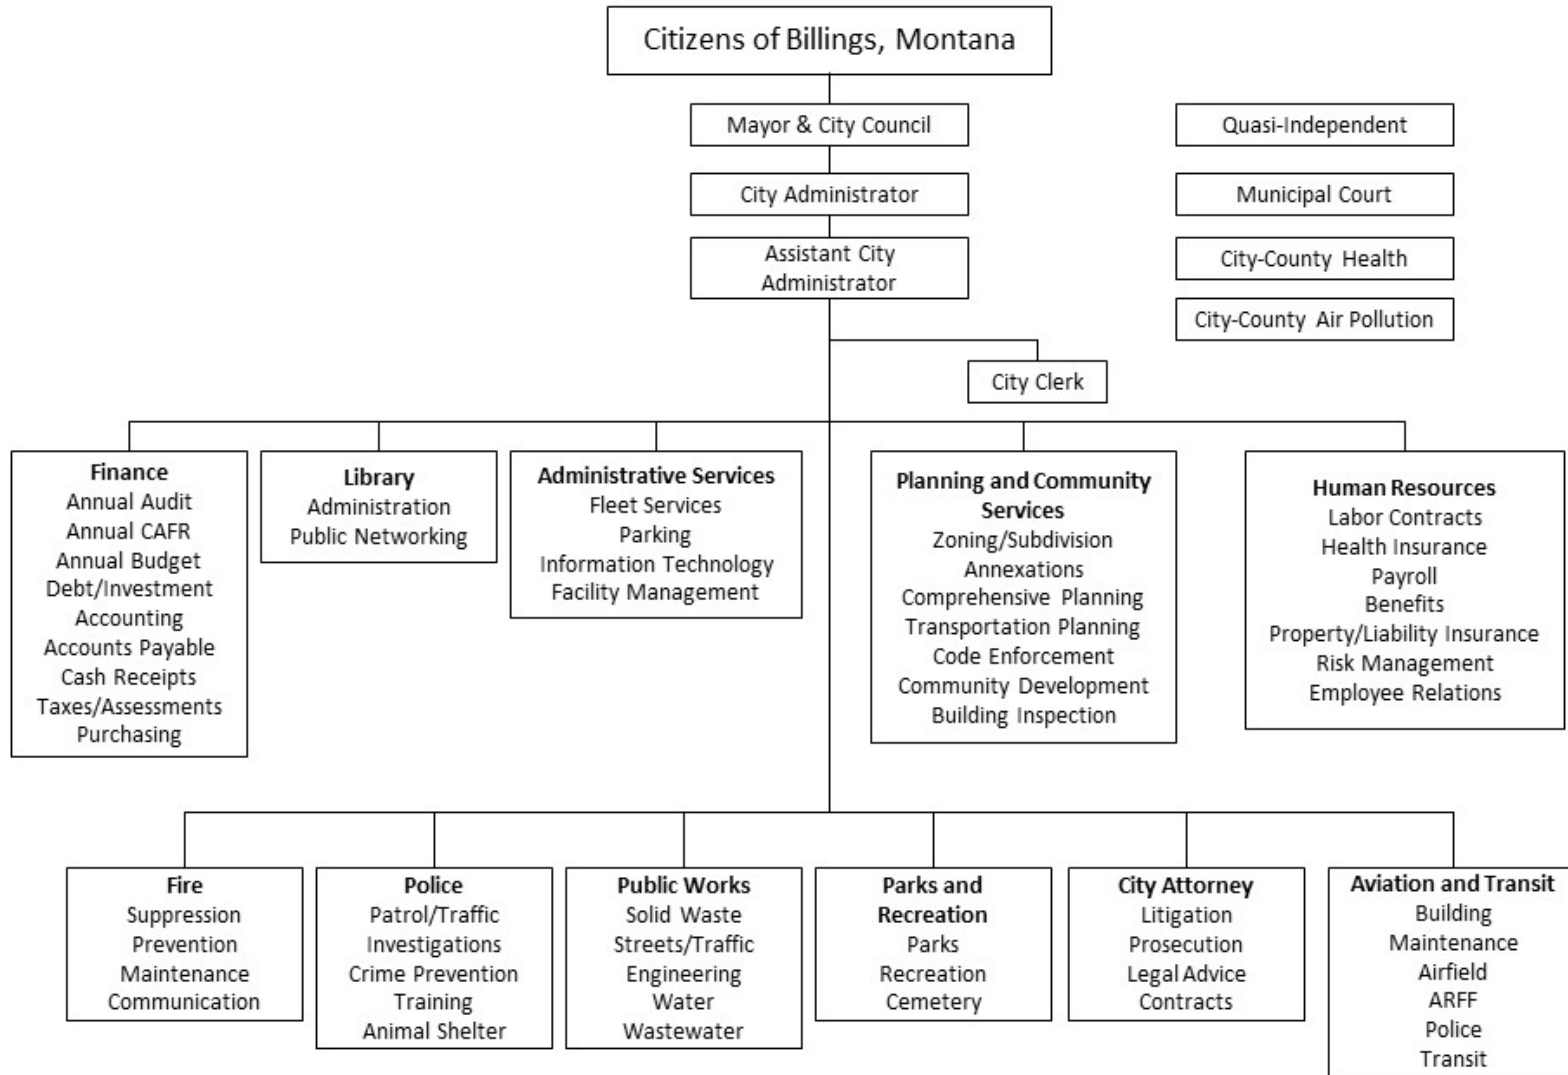 Citizens of Billings, Montana
Mayor & City Council
Quasi-Independent
City Administrator
Municipal Court
Assistant City
Administrator
City-County Health
City-County Air Pollution
City Clerk
Finance
Annual Audit
Annual CAFR
Annual Budget
Debt/Investment
Accounting
Accounts Payable
Cash Receipts
Taxes/Assessments
Purchasing
Library
Administration
Public Networking
Administrative Services
Fleet Services
Parking
Information Technology
Facility Management
Planning and Community
Services
Zoning/Subdivision
Annexations
Comprehensive Planning
Transportation Planning
Code Enforcement
Community Development
Building Inspection
Human Resources
Labor Contracts
Health Insurance
Payroll
Benefits
Property/Liability Insurance
Risk Management
Employee Relations
Fire
Suppression
Prevention
Maintenance
Communication
Police
Patrol/Traffic
Investigations
Crime Prevention
Training
Animal Shelter
Public Works
Solid Waste
Streets/Traffic
Engineering
Water
Wastewater
Parks and
Recreation
Parks
Recreation
Cemetery
City Attorney
Litigation
Prosecution
Legal Advice
Contracts
Aviation and Transit
Building
Maintenance
Airfield
ARFF
Police
Transit